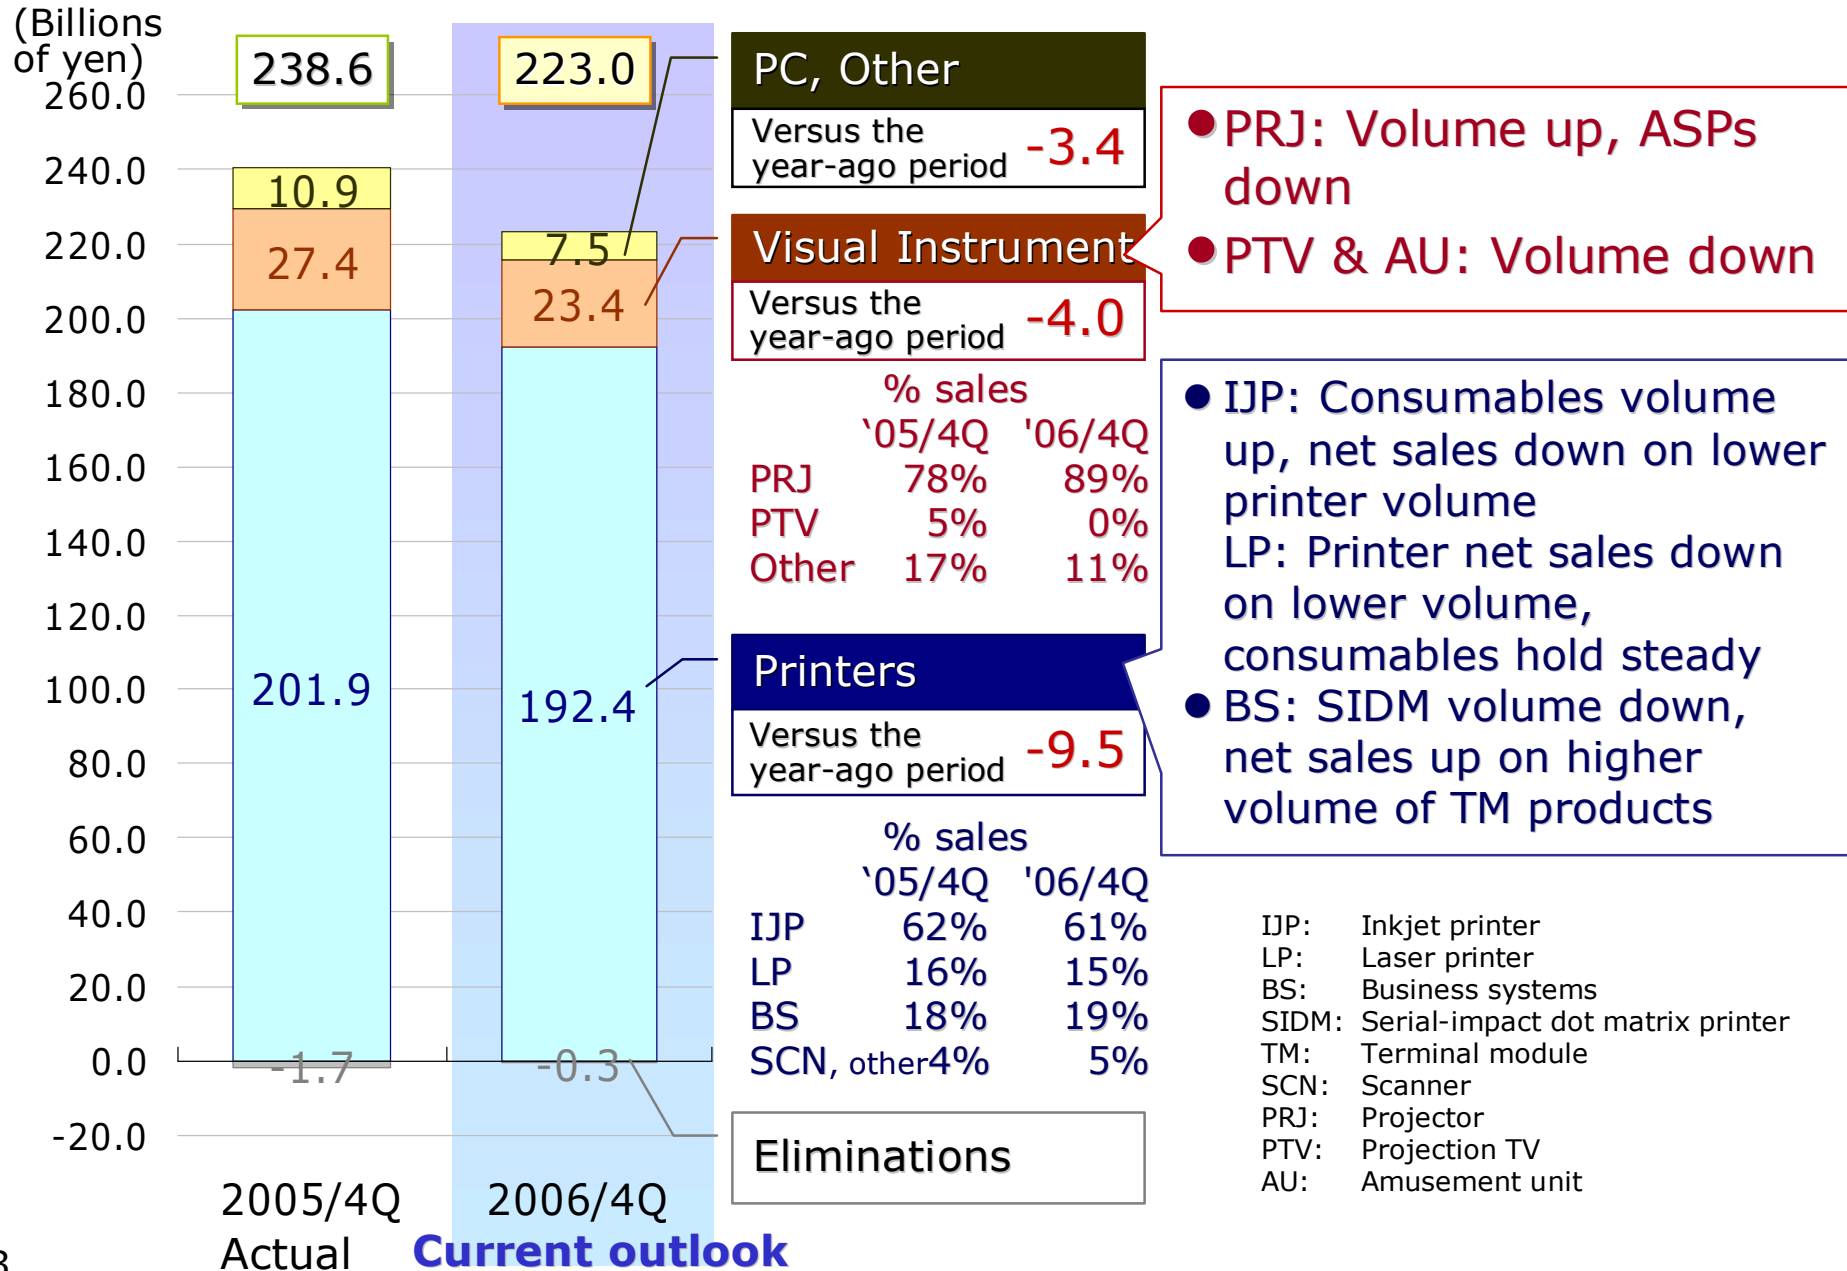 (Billions
of yen)
260.0
240.0
220.0
200.0
180.0
160.0
140.0
120.0
100.0
80.0
60.0
40.0
20.0
0.0
-20.0
238.6
10.9
27.4
201.9
-1.7
2005/4Q
Actual
223.0
7.5
23.4
192.4
-0.3
2006/4Q
Current outlook
PC, Other
Versus the
year-ago period -3.4
Visual Instrument
Versus the
year-ago period -4.0
% sales
‘05/4Q '06/4Q
PRJ 78% 89%
PTV 5% 0%
Other 17% 11%
Printers
Versus the
year-ago period -9.5
% sales
‘05/4Q '06/4Q
IJP 62% 61%
LP 16% 15%
BS 18% 19%
SCN, other4% 5%
Eliminations
●PRJ: Volume up, ASPs
down
●PTV & AU: Volume down
● IJP: Consumables volume
up, net sales down on lower
printer volume
LP: Printer net sales down
on lower volume,
consumables hold steady
● BS: SIDM volume down,
net sales up on higher
volume of TM products
IJP: Inkjet printer
LP: Laser printer
BS: Business systems
SIDM: Serial-impact dot matrix printer
TM: Terminal module
SCN: Scanner
PRJ: Projector
PTV: Projection TV
AU: Amusement unit